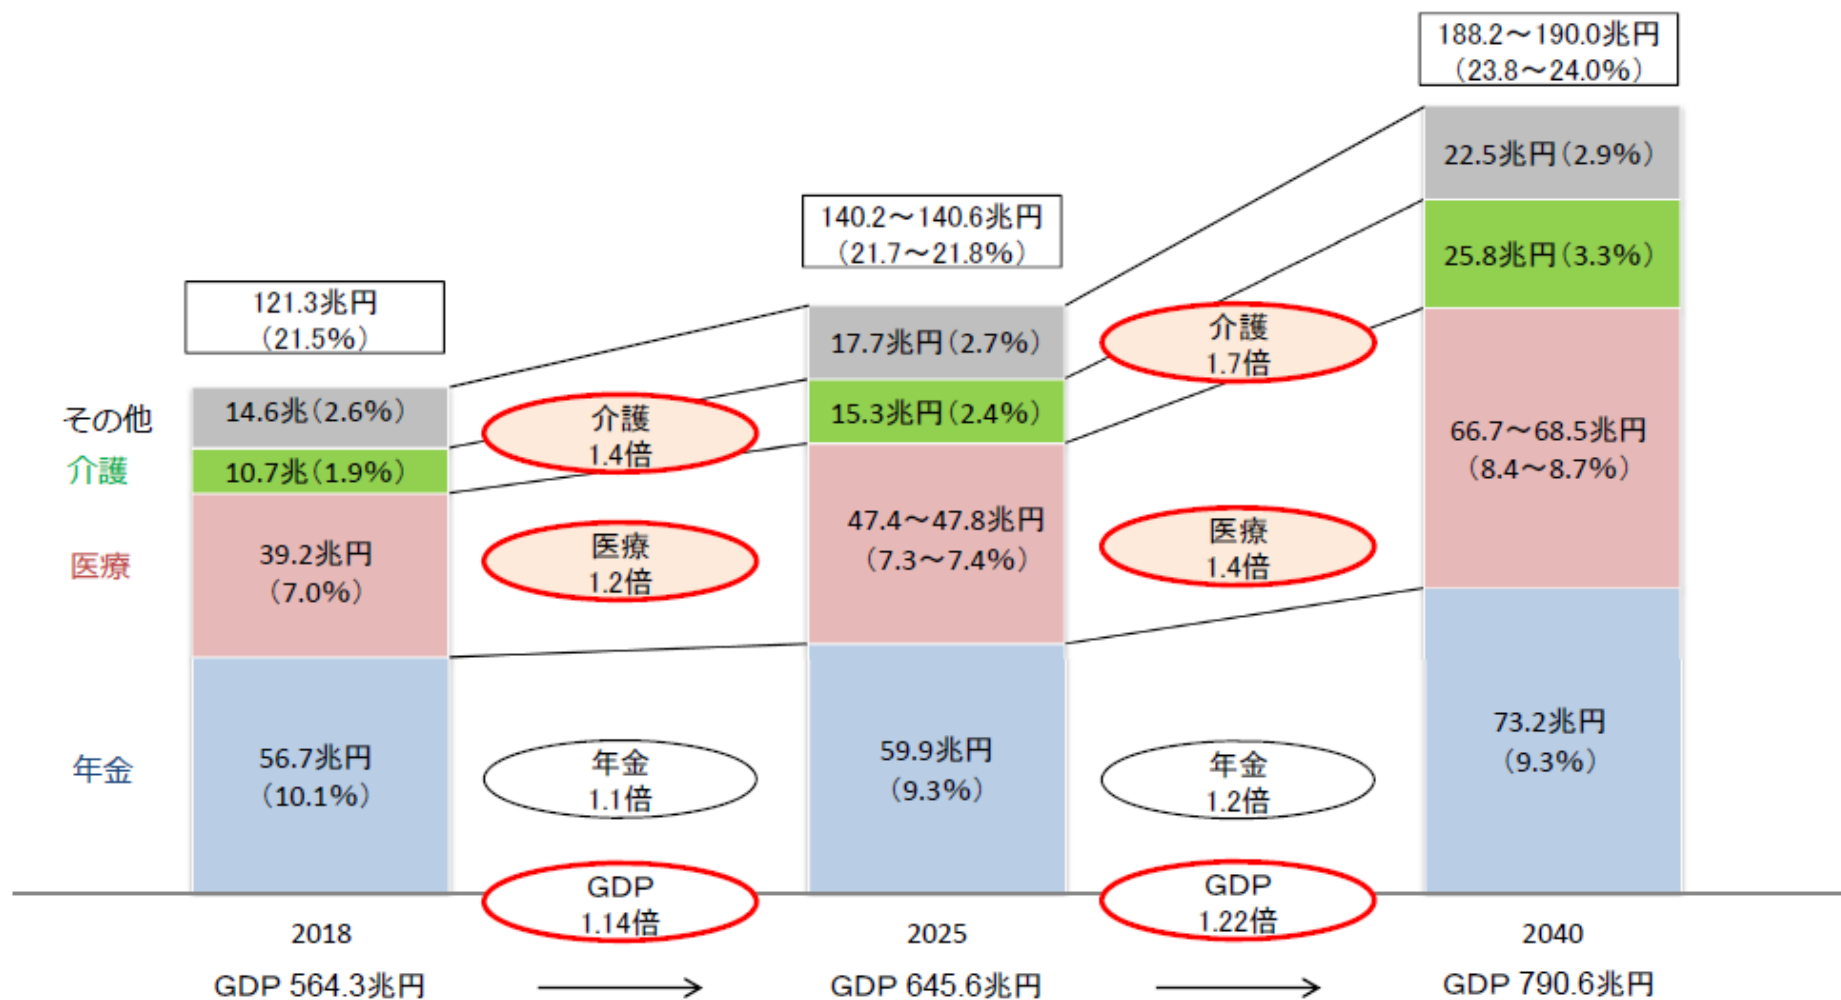 188.2～190.0兆円
（23.8～24.0％）
140.2～140.6兆円
（21.7～21.8％）
121.3兆円
（21.5％）
その他
介護
医療
年金
14.6兆（2.6％）
10.7兆（1.9％）
39.2兆円
（7.0％）
56.7兆円
（10.1％）
介護
1.4倍
医療
1.2倍
年金
1.1倍
GDP
1.14倍
17.7兆円（2.7％）
15.3兆円（2.4％）
47.4～47.8兆円
（7.3～7.4％）
59.9兆円
（9.3％）
介護
1.7倍
医療
1.4倍
年金
1.2倍
GDP
1.22倍
22.5兆円（2.9％）
25.8兆円（3.3％）
66.7～68.5兆円
（8.4～8.7％）
73.2兆円
（9.3％）
2018
2025
2040
GDP 564.3兆円
GDP 645.6兆円
GDP 790.6兆円